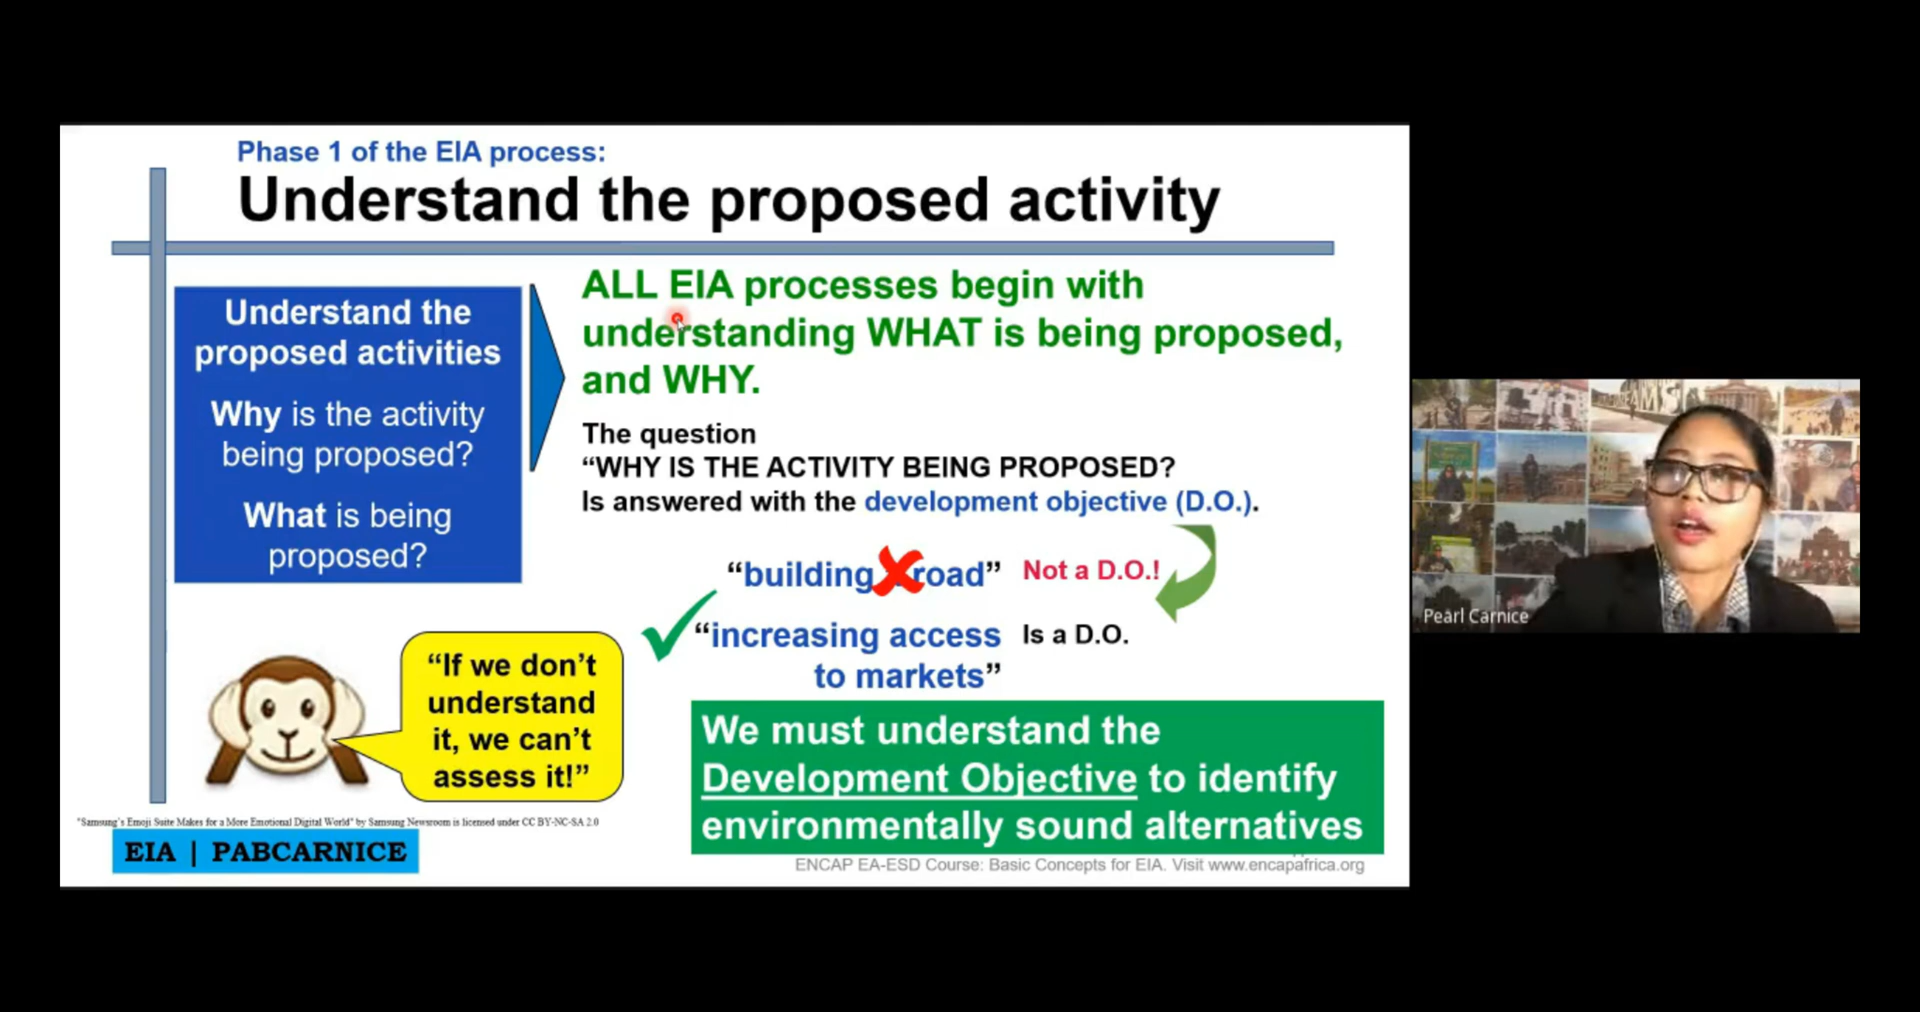 Phase 1 of the EIA process:
Understand the proposed activity
Understand the
proposed activities
Why is the activity
being proposed?
What is being
proposed?
ALL EIA processes begin with
understanding WHAT is being proposed,
and WHY.
The question
“WHY IS THE ACTIVITY BEING PROPOSED?
Is answered with the development objective (D.O.).
“building road” Not a D.O.!
“increasing access Is a D.O.
to markets”
“If we don’t
understand
it, we can’t
assess it!”
We must understand the
Development Objective to identify
environmentally sound alternatives
"Samsung's Emoji Suite Makes for a More Emotional Digital World" by Samsung Newsroom is licensed under CC BY-NC-SA 2.0
EIA | PABCARNICE
ENCAP EA-ESD Course: Basic Concepts for EIA. Visit www.encapafrica.org
Pearl Carnice